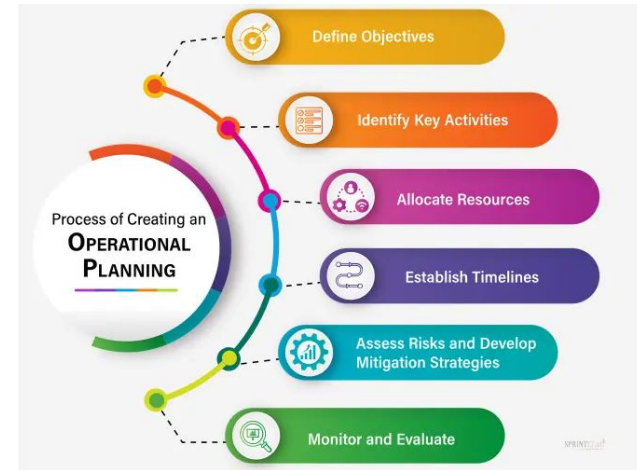 Define Objectives
Identify Key Activities
Allocate Resources
Process of Creating an
OPERATIONAL
PLANNING
Establish Timelines
Assess Risks and Develop
Mitigation Strategies
Monitor and Evaluate